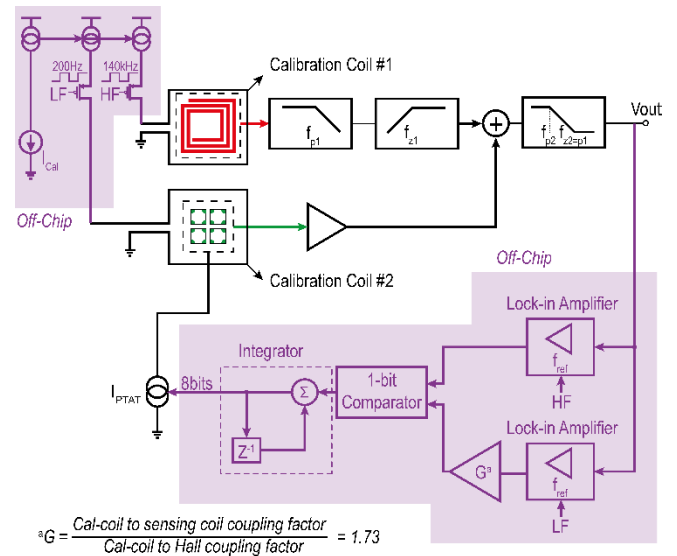 200Hz 140kHz
LF HF
I_Cal
Off-Chip
Calibration Coil #1
f_p1
f_z1
+
f_p2 f_z2=p1
Vout
Calibration Coil #2
Off-Chip
Lock-in Amplifier
f_ref
HF
Integrator
I_PTAT
8bits
Σ
1-bit
Comparator
Z⁻¹
Lock-in Amplifier
Gᵃ
f_ref
LF
ᵃG = Cal-coil to sensing coil coupling factor
Cal-coil to Hall coupling factor
= 1.73